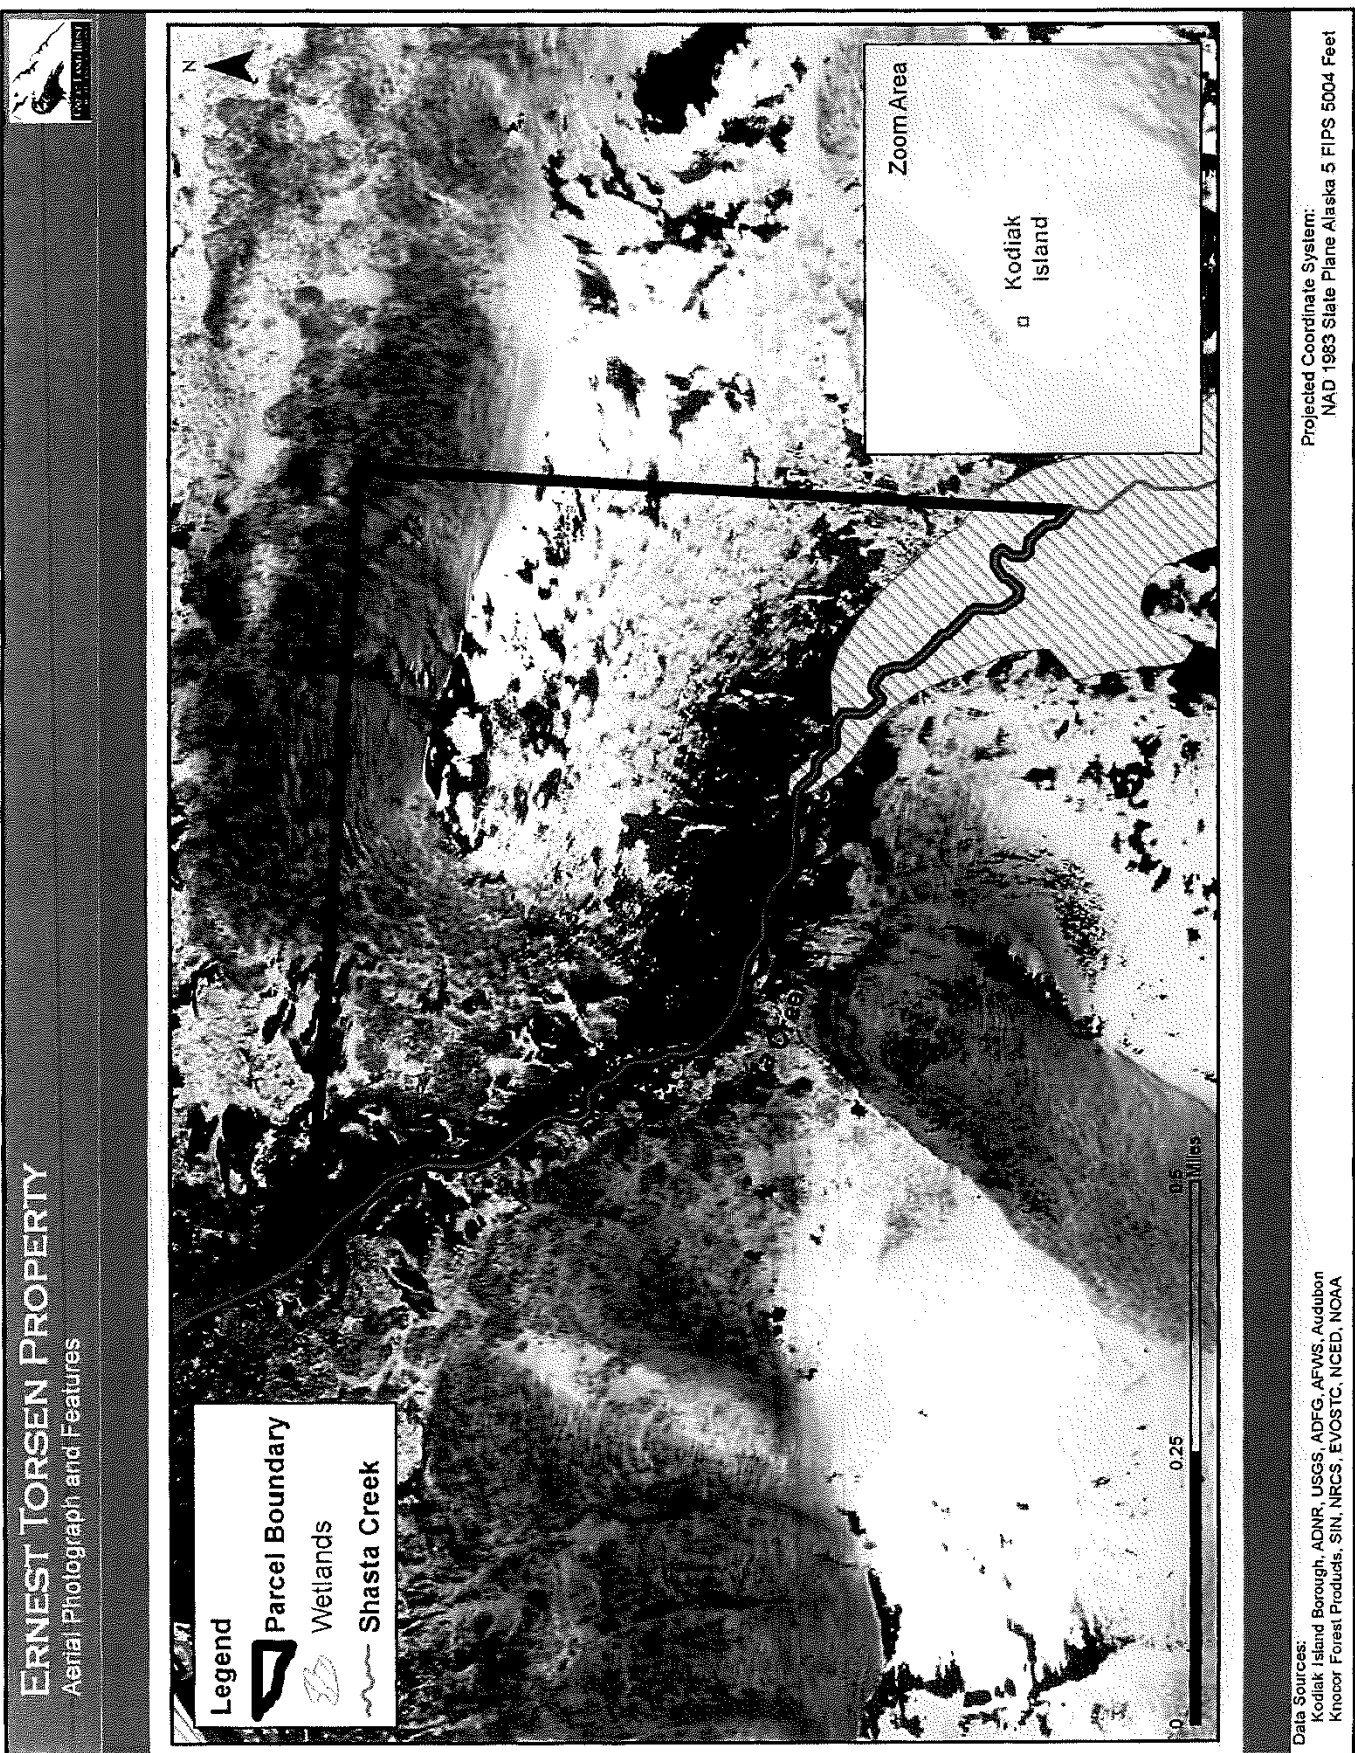 ERNEST TORSEN PROPERTY
Aerial Photograph and Features
N
Legend
Parcel Boundary
Wetlands
Shasta Creek
Zoom Area
Kodiak
Island
0
0.25
0.5
Miles
Data Sources:
Kodiak Island Borough, ADNR, USGS, ADFG, AFWS, Audubon
Knocor Forest Products, SIN, NRCS, EVOSTC, NCED, NOAA
Projected Coordinate System:
NAD 1983 State Plane Alaska 5 FIPS 5004 Feet